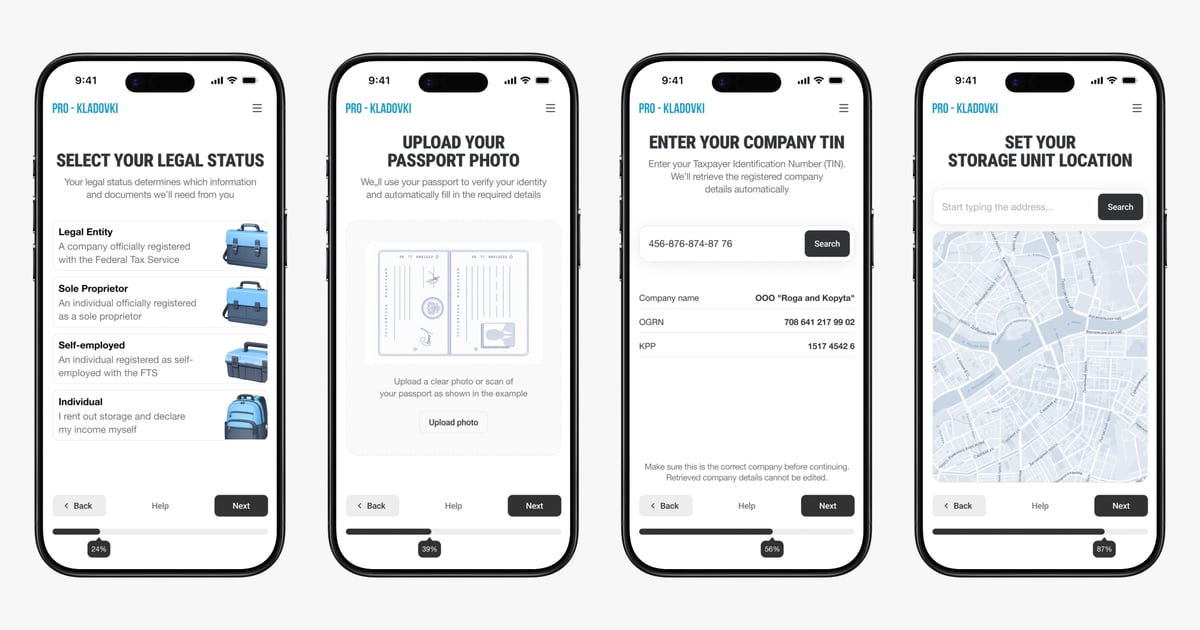 9:41
PRO - KLADOVKI
SELECT YOUR LEGAL STATUS
Your legal status determines which information
and documents we'll need from you
Legal Entity
A company officially registered
with the Federal Tax Service
Sole Proprietor
An individual officially registered
as a sole proprietor
Self-employed
An individual registered as self-
employed with the FTS
Individual
I rent out storage and declare
my income myself
Back
Help
Next
24%
9:41
PRO - KLADOVKI
UPLOAD YOUR
PASSPORT PHOTO
We„ll use your passport to verify your identity
and automatically fill in the required details
Upload a clear photo or scan of
your passport as shown in the example
Upload photo
Back
Help
Next
39%
9:41
PRO - KLADOVKI
ENTER YOUR COMPANY TIN
Enter your Taxpayer Identification Number (TIN).
We'll retrieve the registered company
details automatically
456-876-874-87 76
Search
Company name
OOO "Roga and Kopyta"
OGRN
708 641 217 99 02
KPP
1517 4542 6
Make sure this is the correct company before continuing.
Retrieved company details cannot be edited.
Back
Help
Next
56%
9:41
PRO - KLADOVKI
SET YOUR
STORAGE UNIT LOCATION
Start typing the address...
Search
Back
Help
Next
87%